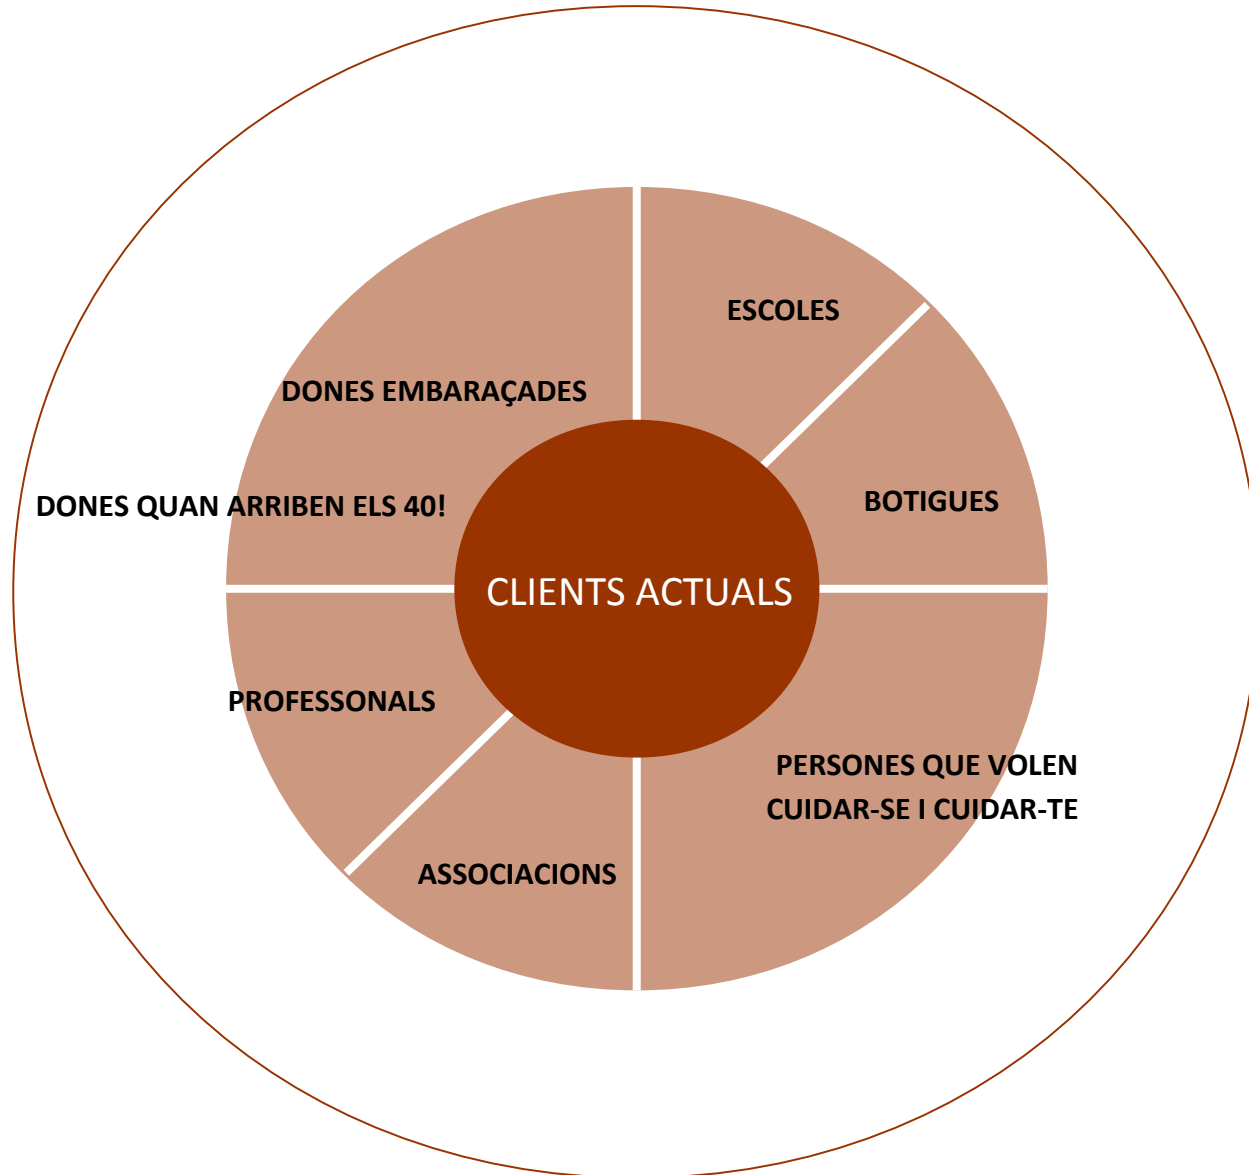 ESCOLES
DONES EMBARAÇADES
BOTIGUES
DONES QUAN ARRIBEN ELS 40!
CLIENTS ACTUALS
PROFESSONALS
PERSONES QUE VOLEN
CUIDAR-SE I CUIDAR-TE
ASSOCIACIONS